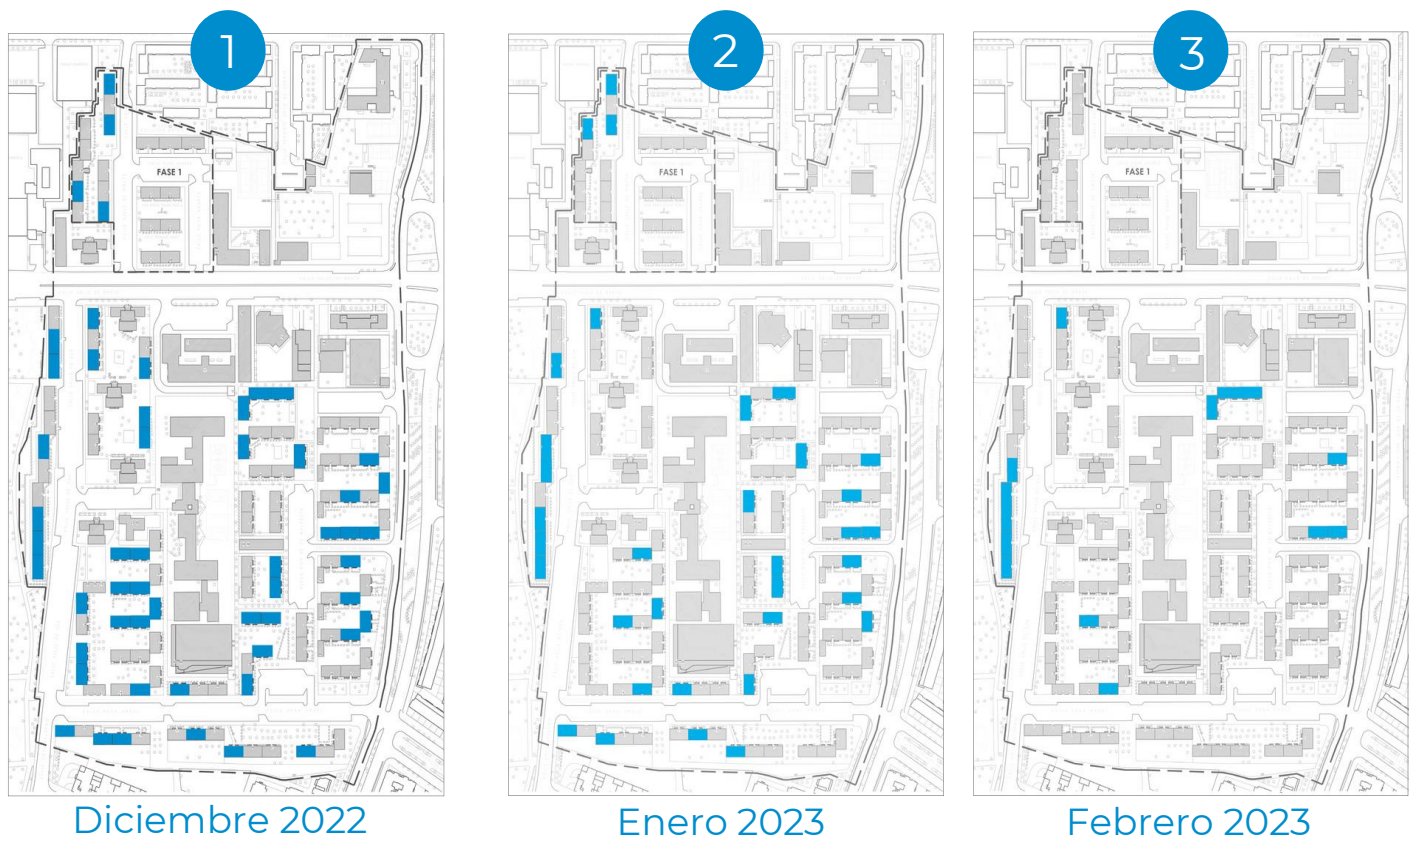 1
2
3
FASE 1
FASE 1
FASE 1
Diciembre 2022
Enero 2023
Febrero 2023